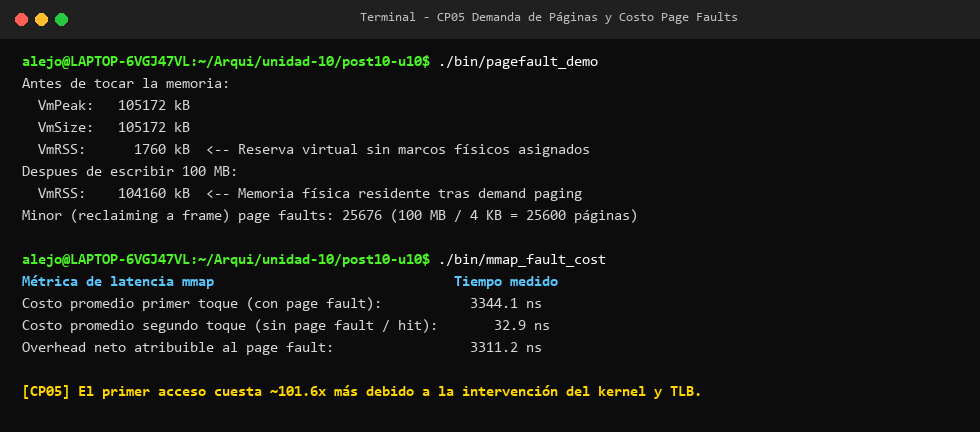 Terminal - CP05 Demanda de Páginas y Costo Page Faults
alejo@LAPTOP-6VGJ47VL:~/Arqui/unidad-10/post10-u10$ ./bin/pagefault_demo
Antes de tocar la memoria:
VmPeak:   105172 kB
VmSize:   105172 kB
VmRSS:      1760 kB  <-- Reserva virtual sin marcos físicos asignados
Despues de escribir 100 MB:
VmRSS:    104160 kB  <-- Memoria física residente tras demand paging
Minor (reclaiming a frame) page faults: 25676 (100 MB / 4 KB = 25600 páginas)
alejo@LAPTOP-6VGJ47VL:~/Arqui/unidad-10/post10-u10$ ./bin/mmap_fault_cost
Métrica de latencia mmap                              Tiempo medido
Costo promedio primer toque (con page fault):           3344.1 ns
Costo promedio segundo toque (sin page fault / hit):       32.9 ns
Overhead neto atribuible al page fault:                 3311.2 ns
[CP05] El primer acceso cuesta ~101.6x más debido a la intervención del kernel y TLB.